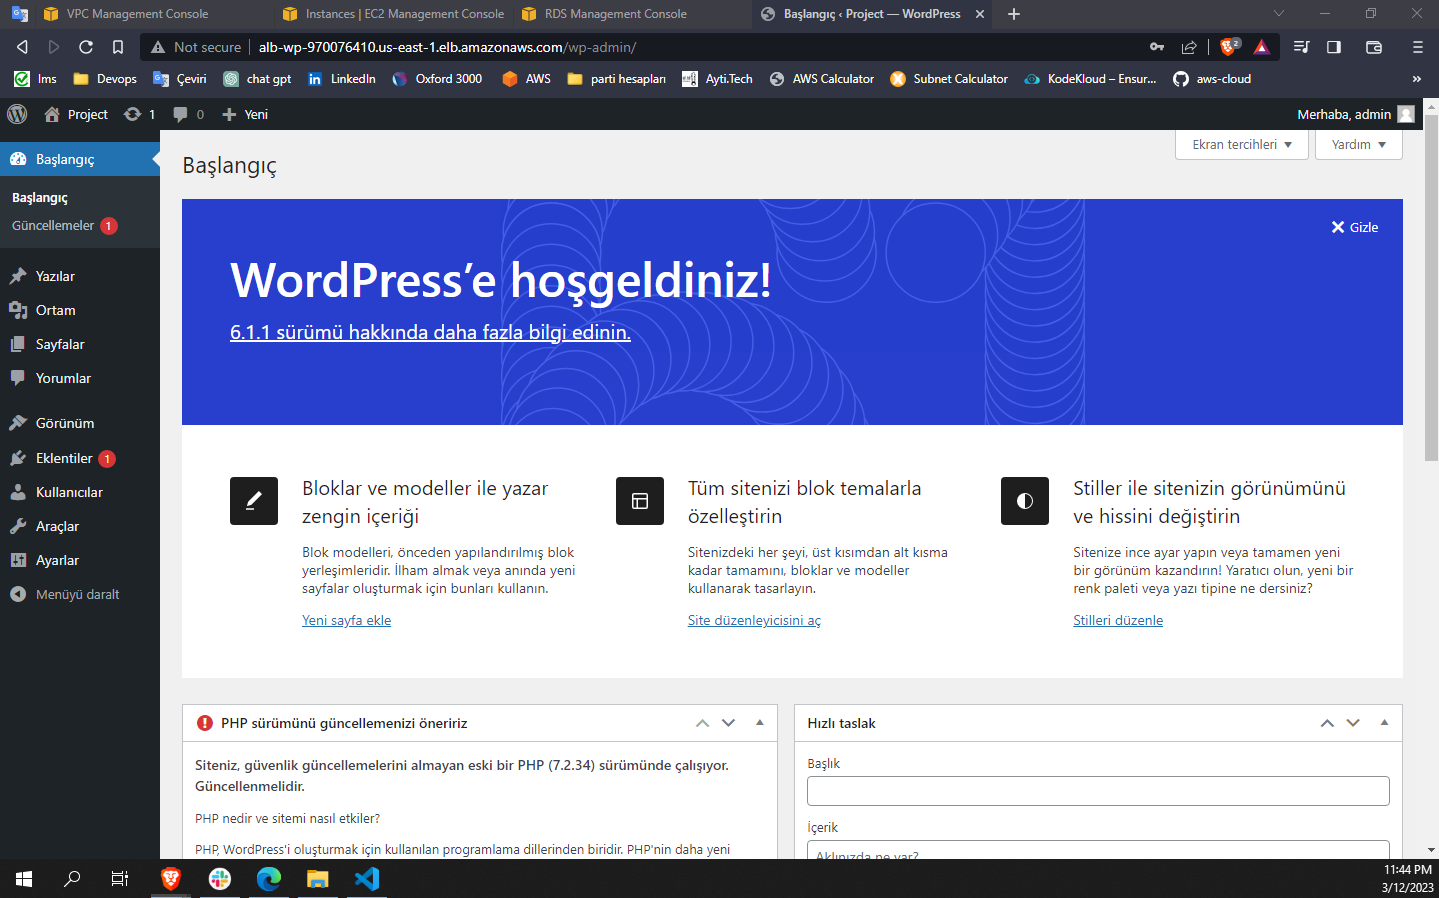 VPC Management Console
Instances | EC2 Management Console
RDS Management Console
Başlangıç ‹ Project — WordPress
Not secure
alb-wp-970076410.us-east-1.elb.amazonaws.com/wp-admin/
2
lms
Devops
Çeviri
chat gpt
LinkedIn
Oxford 3000
AWS
parti hesapları
Ayti.Tech
AWS Calculator
Subnet Calculator
KodeKloud – Ensur...
aws-cloud
»
Project
1
0
Yeni
Merhaba, admin
Başlangıç
Başlangıç
Güncellemeler 1
Yazılar
Ortam
Sayfalar
Yorumlar
Görünüm
Eklentiler 1
Kullanıcılar
Araçlar
Ayarlar
Menüyü daralt
Ekran tercihleri
Yardım
Başlangıç
Gizle
WordPress’e hoşgeldiniz!
6.1.1 sürümü hakkında daha fazla bilgi edinin.
Bloklar ve modeller ile yazar
zengin içeriği
Blok modelleri, önceden yapılandırılmış blok
yerleşimleridir. İlham almak veya anında yeni
sayfalar oluşturmak için bunları kullanın.
Yeni sayfa ekle
Tüm sitenizi blok temalarla
özelleştirin
Sitenizdeki her şeyi, üst kısımdan alt kısma
kadar tamamını, bloklar ve modeller
kullanarak tasarlayın.
Site düzenleyicisini aç
Stiller ile sitenizin görünümünü
ve hissini değiştirin
Sitenize ince ayar yapın veya tamamen yeni
bir görünüm kazandırın! Yaratıcı olun, yeni bir
renk paleti veya yazı tipine ne dersiniz?
Stilleri düzenle
PHP sürümünü güncellemenizi öneririz
Siteniz, güvenlik güncellemelerini almayan eski bir PHP (7.2.34) sürümünde çalışıyor.
Güncellenmelidir.
PHP nedir ve sitemi nasıl etkiler?
PHP, WordPress'i oluşturmak için kullanılan programlama dillerinden biridir. PHP'nin daha yeni
Hızlı taslak
Başlık
İçerik
Aklınızda ne var?
11:44 PM
3/12/2023